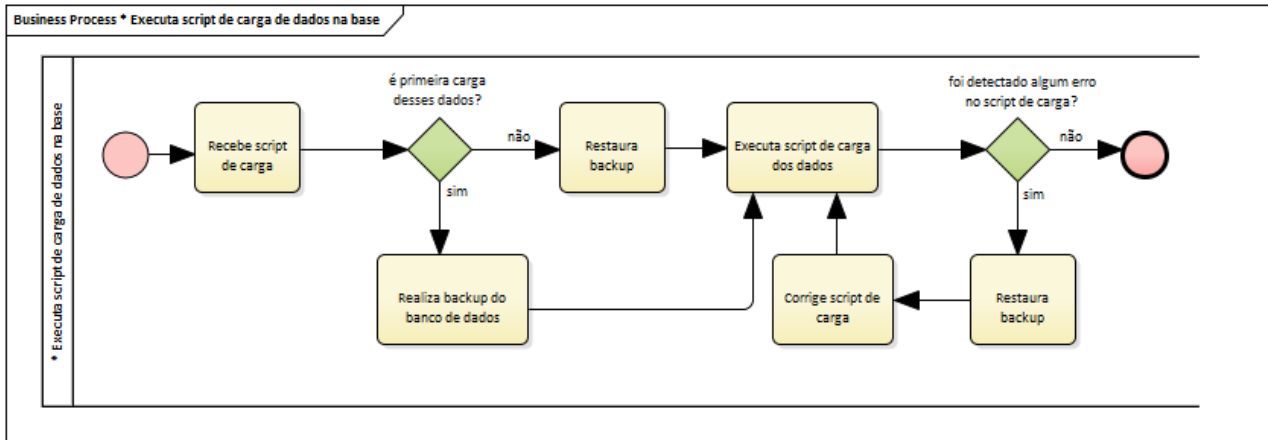 Business Process * Executa script de carga de dados na base
* Executa script de carga de dados na base
Recebe script
de carga
é primeira carga
desses dados?
não
sim
Restaura
backup
Realiza backup do
banco de dados
Executa script de carga
dos dados
foi detectado algum erro
no script de carga?
não
sim
Corrige script de
carga
Restaura
backup